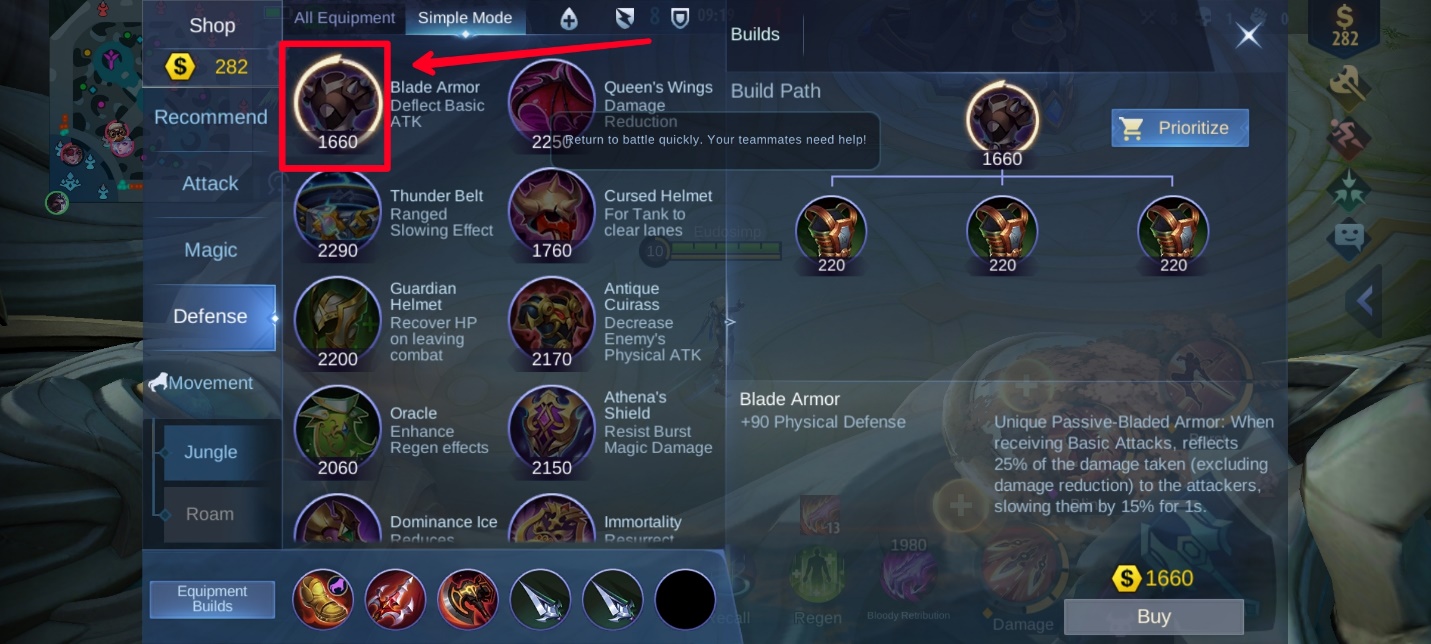 Shop
282
Recommend
Attack
Magic
Defense
Movement
Jungle
Roam
Equipment
Builds
All Equipment
Simple Mode
8
09:19
1660
Blade Armor
Deflect Basic
ATK
2250
Queen's Wings
Damage
Reduction
Return to battle quickly. Your teammates need help!
2290
Thunder Belt
Ranged
Slowing Effect
1760
Cursed Helmet
For Tank to
clear lanes
2200
Guardian
Helmet
Recover HP
on leaving
combat
2170
Antique
Cuirass
Decrease
Enemy's
Physical ATK
2060
Oracle
Enhance
Regen effects
2150
Athena's
Shield
Resist Burst
Magic Damage
Dominance Ice
Reduces
Immortality
Resurrect
10
Builds
Build Path
1660
Prioritize
220
220
220
Blade Armor
+90 Physical Defense
Unique Passive-Bladed Armor: When
receiving Basic Attacks, reflects
25% of the damage taken (excluding
damage reduction) to the attackers,
slowing them by 15% for 1s.
13
1980
Regen
Bloody Retribution
Damage
1660
Buy
$
282